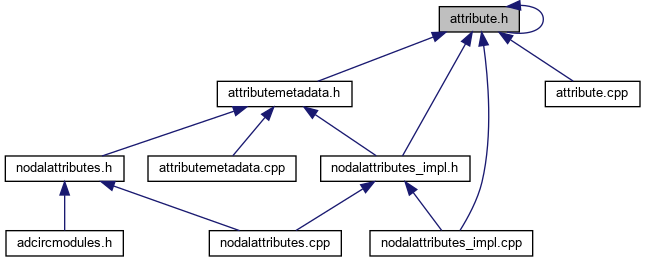 attribute.h
attributemetadata.h
attribute.cpp
nodalattributes.h
attributemetadata.cpp
nodalattributes_impl.h
adcircmodules.h
nodalattributes.cpp
nodalattributes_impl.cpp